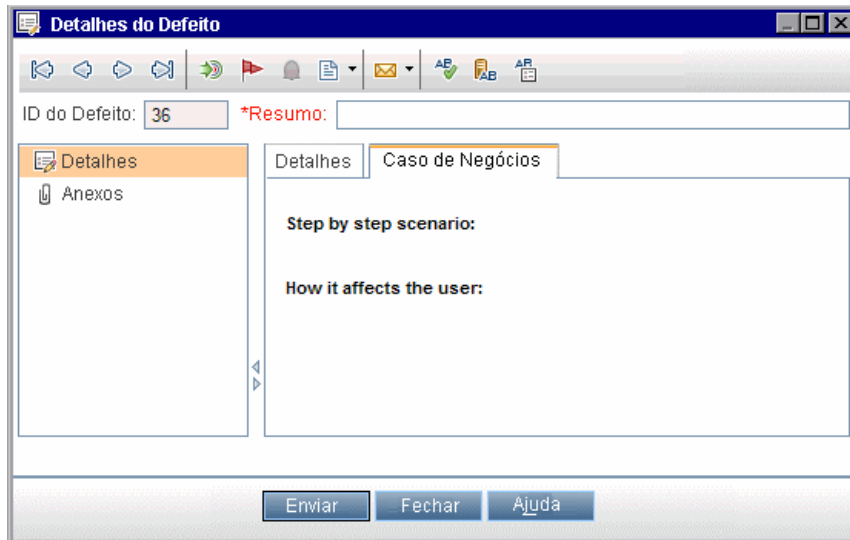 Detalhes do Defeito
ID do Defeito: 36 *Resumo:
Detalhes
Anexos
Detalhes Caso de Negócios
Step by step scenario:
How it affects the user:
Enviar Fechar Ajuda